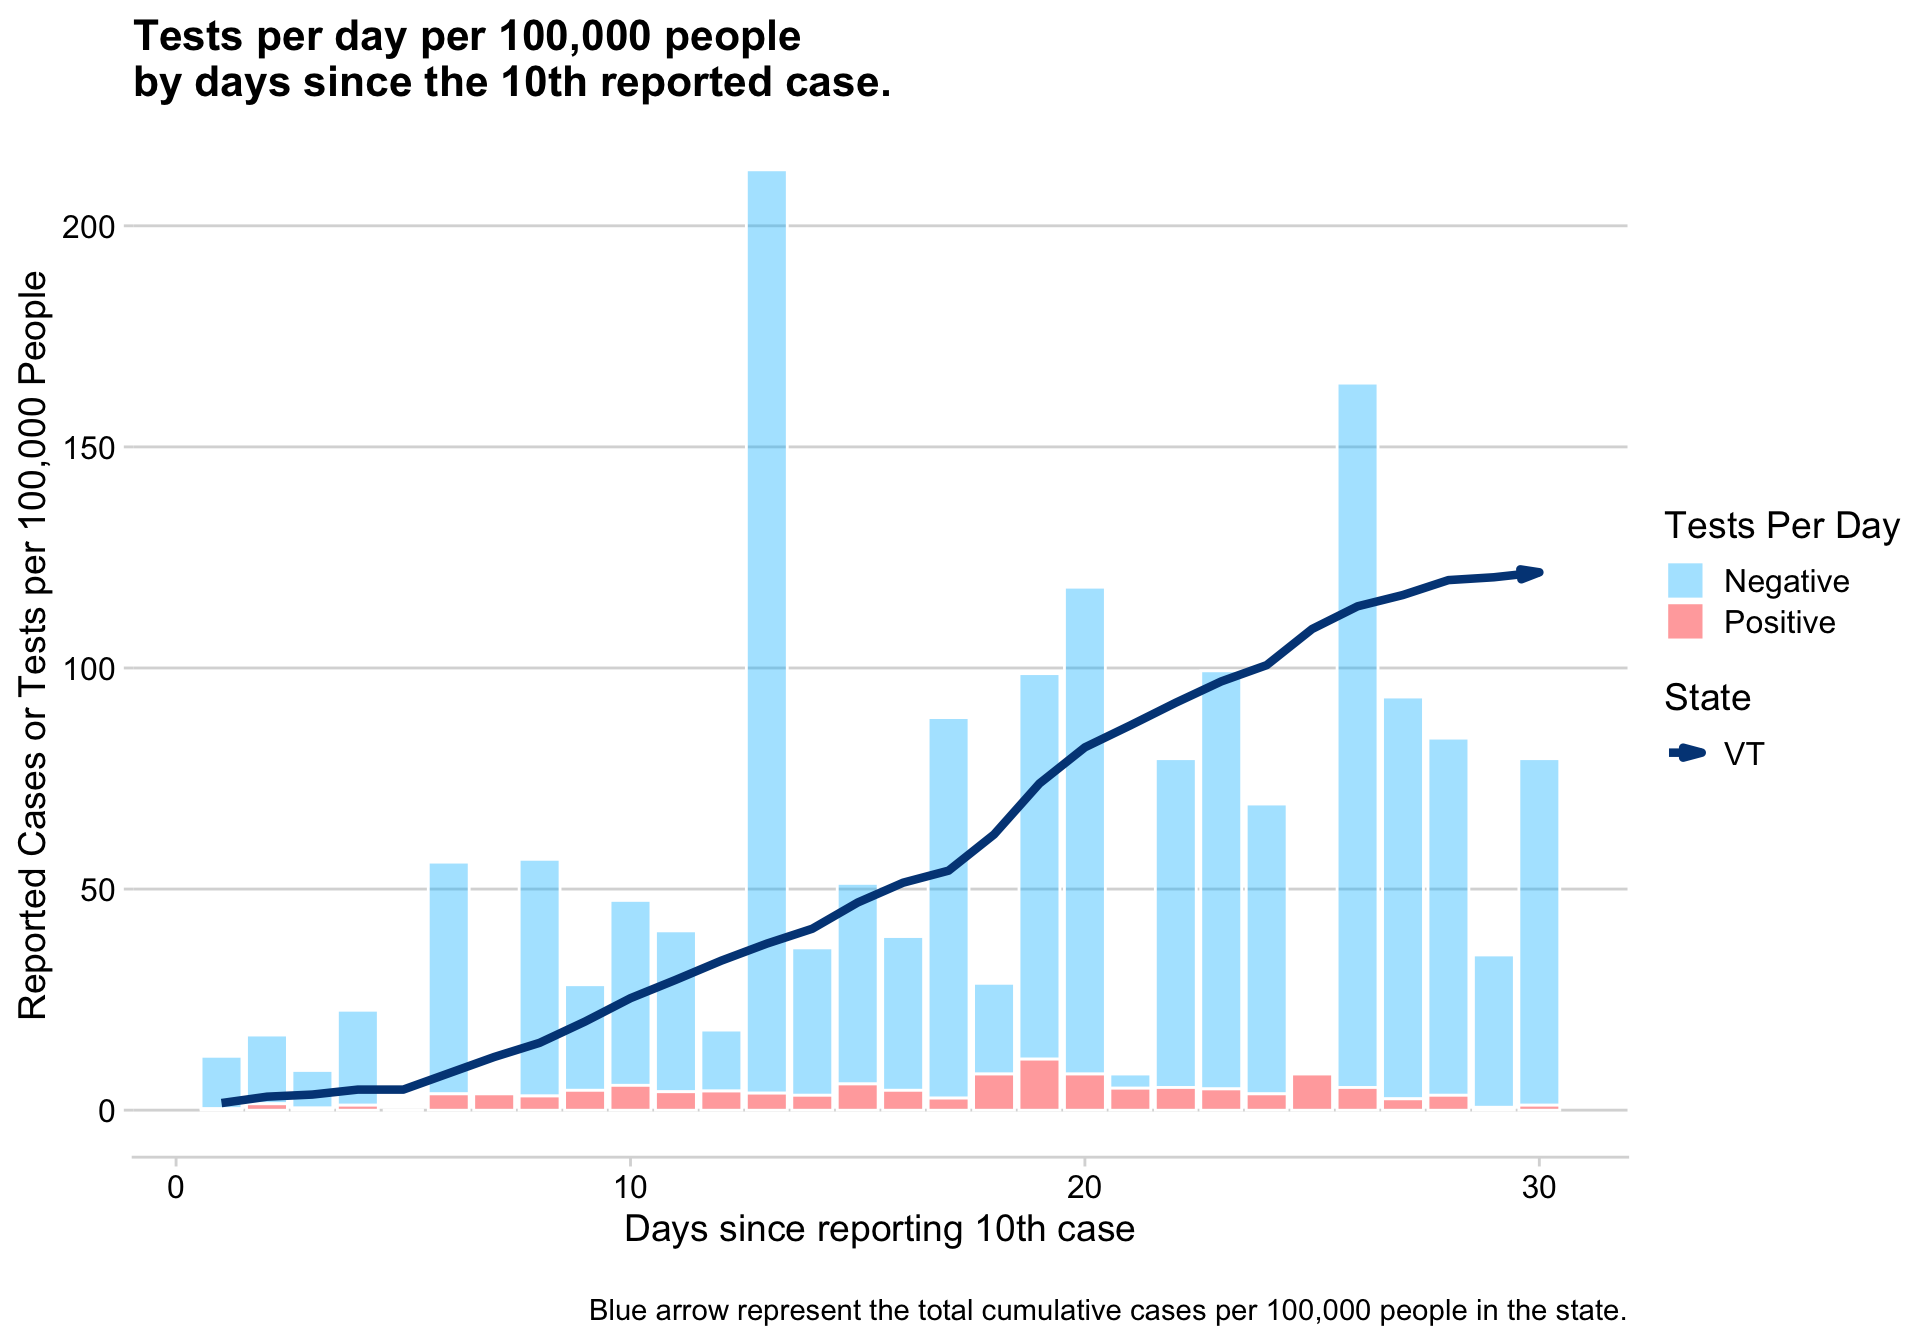 Tests per day per 100,000 people
by days since the 10th reported case.
Reported Cases or Tests per 100,000 People
200
150
100
50
0
0
10
20
30
Days since reporting 10th case
Tests Per Day
Negative
Positive
State
VT
Blue arrow represent the total cumulative cases per 100,000 people in the state.